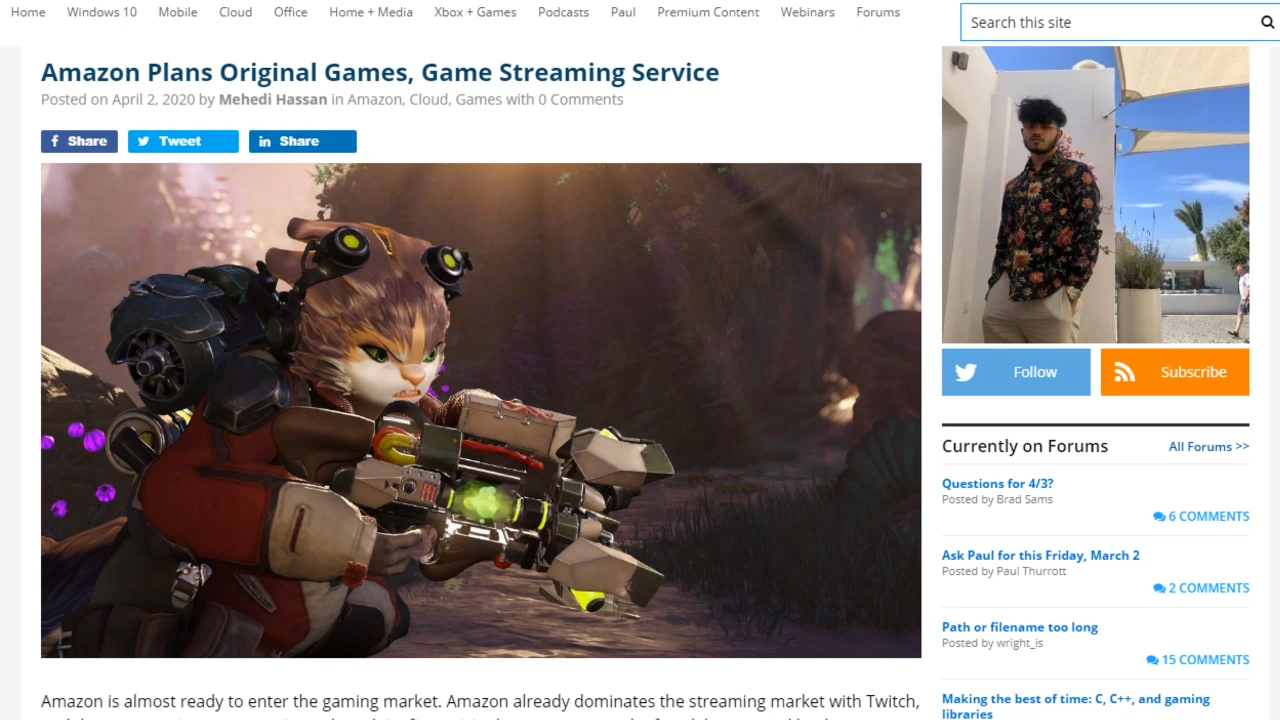 Home Windows 10 Mobile Cloud Office Home + Media Xbox + Games Podcasts Paul Premium Content Webinars Forums
Search this site
Amazon Plans Original Games, Game Streaming Service
Posted on April 2, 2020 by Mehedi Hassan in Amazon, Cloud, Games with 0 Comments
Share Tweet Share
Amazon is almost ready to enter the gaming market. Amazon already dominates the streaming market with Twitch,
Follow Subscribe
Currently on Forums All Forums >>
Questions for 4/3?
Posted by Brad Sams
6 COMMENTS
Ask Paul for this Friday, March 2
Posted by Paul Thurrott
2 COMMENTS
Path or filename too long
Posted by wright_is
15 COMMENTS
Making the best of time: C, C++, and gaming
libraries